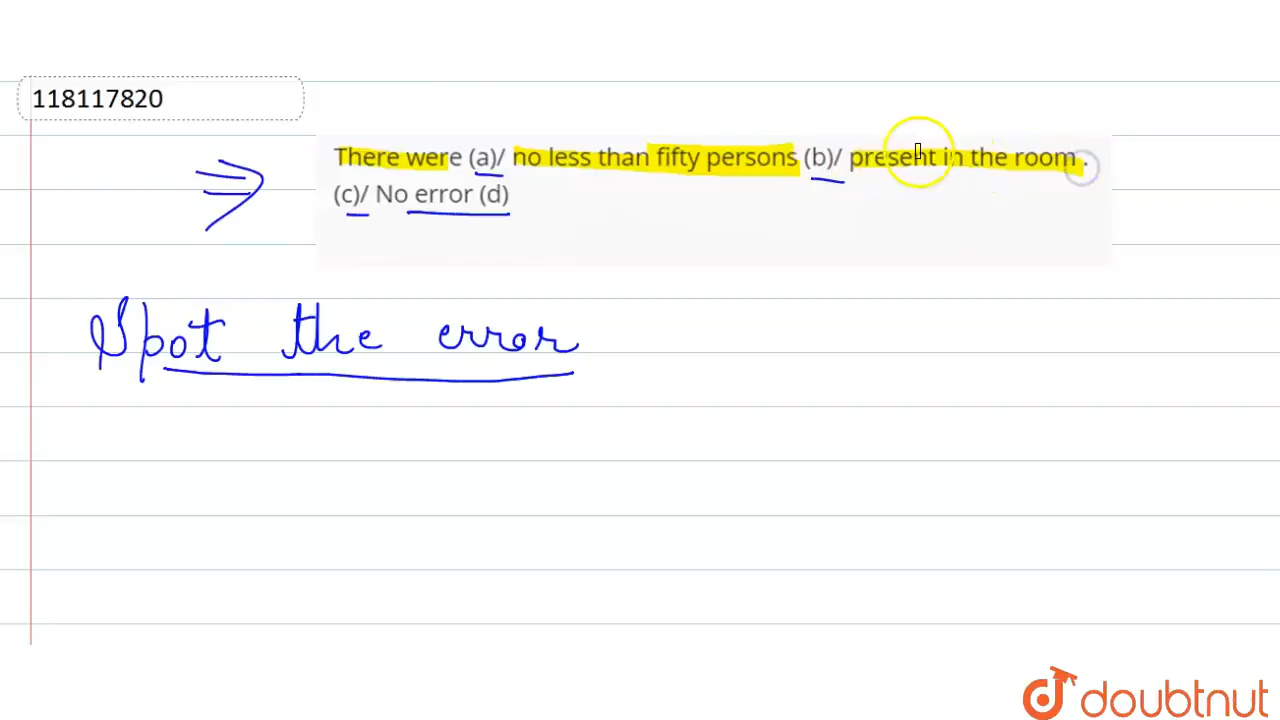 118117820
There were (a)/ no less than fifty persons (b)/ present in the room .
(c)/ No error (d)
Spot the error
doubtnut